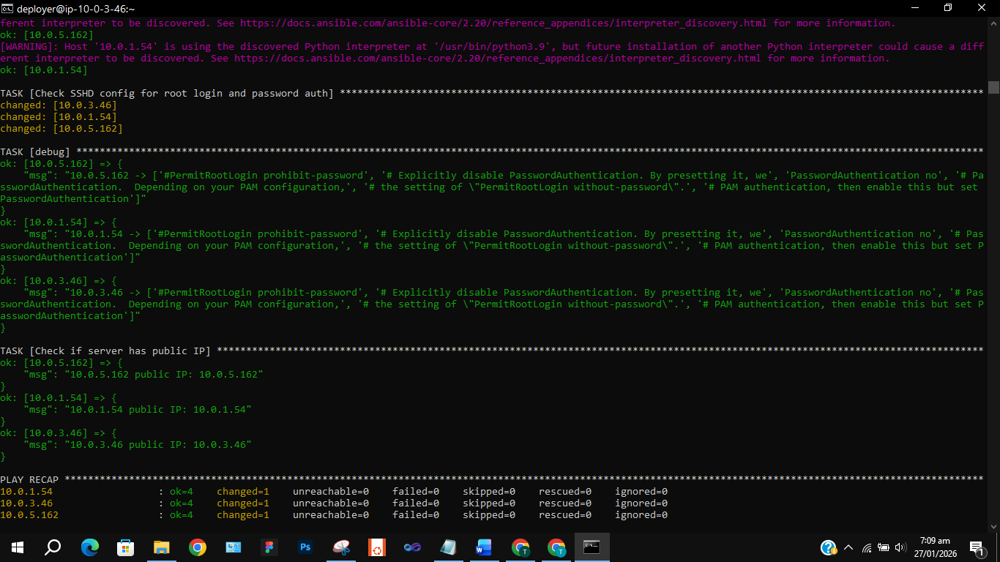 deployer@ip-10-0-3-46:~
ferent interpreter to be discovered. See https://docs.ansible.com/ansible-core/2.20/reference_appendices/interpreter_discovery.html for more information.
ok: [10.0.5.162]
[WARNING]: Host '10.0.1.54' is using the discovered Python interpreter at '/usr/bin/python3.9', but future installation of another Python interpreter could cause a diff
erent interpreter to be discovered. See https://docs.ansible.com/ansible-core/2.20/reference_appendices/interpreter_discovery.html for more information.
ok: [10.0.1.54]
TASK [Check SSHD config for root login and password auth] **************************************************************************************************************
changed: [10.0.3.46]
changed: [10.0.1.54]
changed: [10.0.5.162]
TASK [debug] ***********************************************************************************************************************************************************
ok: [10.0.5.162] => {
    "msg": "10.0.5.162 -> ['#PermitRootLogin prohibit-password', '# Explicitly disable PasswordAuthentication. By presetting it, we', 'PasswordAuthentication no', '# Pa
sswordAuthentication.  Depending on your PAM configuration,', '# the setting of \"PermitRootLogin without-password\".', '# PAM authentication, then enable this but set
PasswordAuthentication']"
}
ok: [10.0.1.54] => {
    "msg": "10.0.1.54 -> ['#PermitRootLogin prohibit-password', '# Explicitly disable PasswordAuthentication. By presetting it, we', 'PasswordAuthentication no', '# Pas
swordAuthentication.  Depending on your PAM configuration,', '# the setting of \"PermitRootLogin without-password\".', '# PAM authentication, then enable this but set P
asswordAuthentication']"
}
ok: [10.0.3.46] => {
    "msg": "10.0.3.46 -> ['#PermitRootLogin prohibit-password', '# Explicitly disable PasswordAuthentication. By presetting it, we', 'PasswordAuthentication no', '# Pas
swordAuthentication.  Depending on your PAM configuration,', '# the setting of \"PermitRootLogin without-password\".', '# PAM authentication, then enable this but set P
asswordAuthentication']"
}
TASK [Check if server has public IP] ***********************************************************************************************************************************
ok: [10.0.5.162] => {
    "msg": "10.0.5.162 public IP: 10.0.5.162"
}
ok: [10.0.1.54] => {
    "msg": "10.0.1.54 public IP: 10.0.1.54"
}
ok: [10.0.3.46] => {
    "msg": "10.0.3.46 public IP: 10.0.3.46"
}
PLAY RECAP *************************************************************************************************************************************************************
10.0.1.54                  : ok=4    changed=1    unreachable=0    failed=0    skipped=0    rescued=0    ignored=0
10.0.3.46                  : ok=4    changed=1    unreachable=0    failed=0    skipped=0    rescued=0    ignored=0
10.0.5.162                 : ok=4    changed=1    unreachable=0    failed=0    skipped=0    rescued=0    ignored=0
7:09 am
27/01/2026